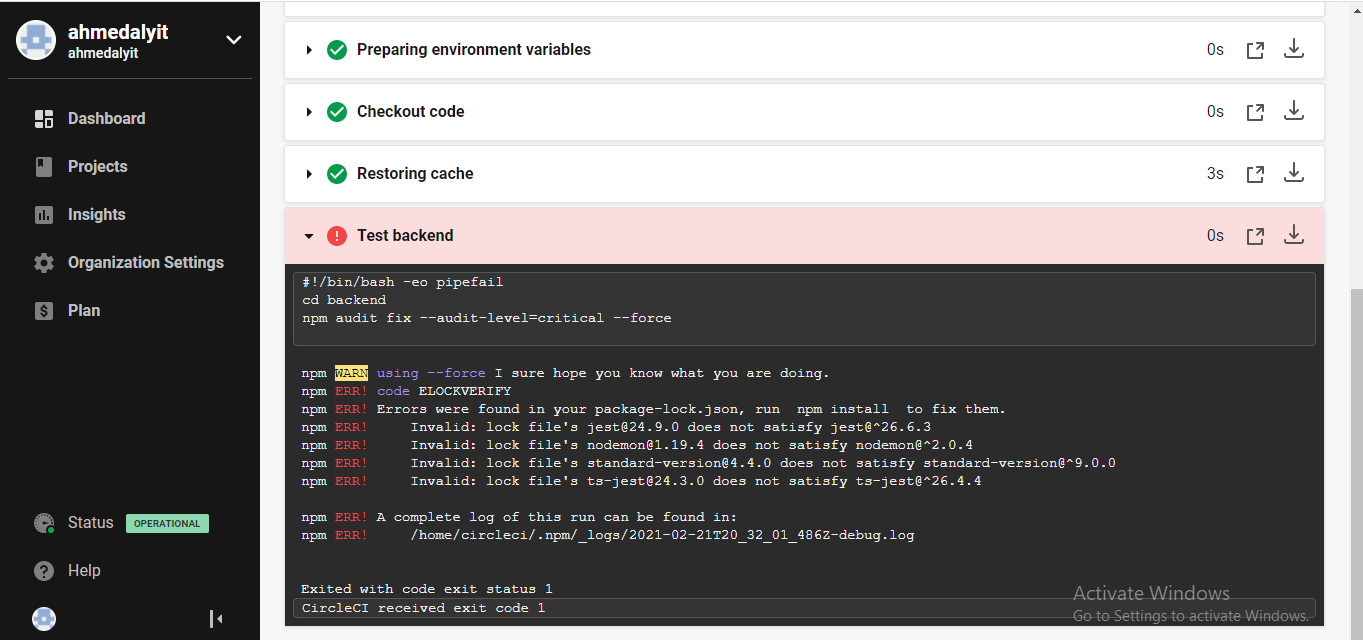 ahmedalyit
ahmedalyit
Dashboard
Projects
Insights
Organization Settings
Plan
Status OPERATIONAL
Help
Preparing environment variables 0s
Checkout code 0s
Restoring cache 3s
Test backend 0s
#!/bin/bash -eo pipefail
cd backend
npm audit fix --audit-level=critical --force
npm WARN using --force I sure hope you know what you are doing.
npm ERR! code ELOCKVERIFY
npm ERR! Errors were found in your package-lock.json, run  npm install  to fix them.
npm ERR!     Invalid: lock file's jest@24.9.0 does not satisfy jest@^26.6.3
npm ERR!     Invalid: lock file's nodemon@1.19.4 does not satisfy nodemon@^2.0.4
npm ERR!     Invalid: lock file's standard-version@4.4.0 does not satisfy standard-version@^9.0.0
npm ERR!     Invalid: lock file's ts-jest@24.3.0 does not satisfy ts-jest@^26.4.4
npm ERR! A complete log of this run can be found in:
npm ERR!     /home/circleci/.npm/_logs/2021-02-21T20_32_01_486Z-debug.log
Exited with code exit status 1
CircleCI received exit code 1
Activate Windows
Go to Settings to activate Windows.